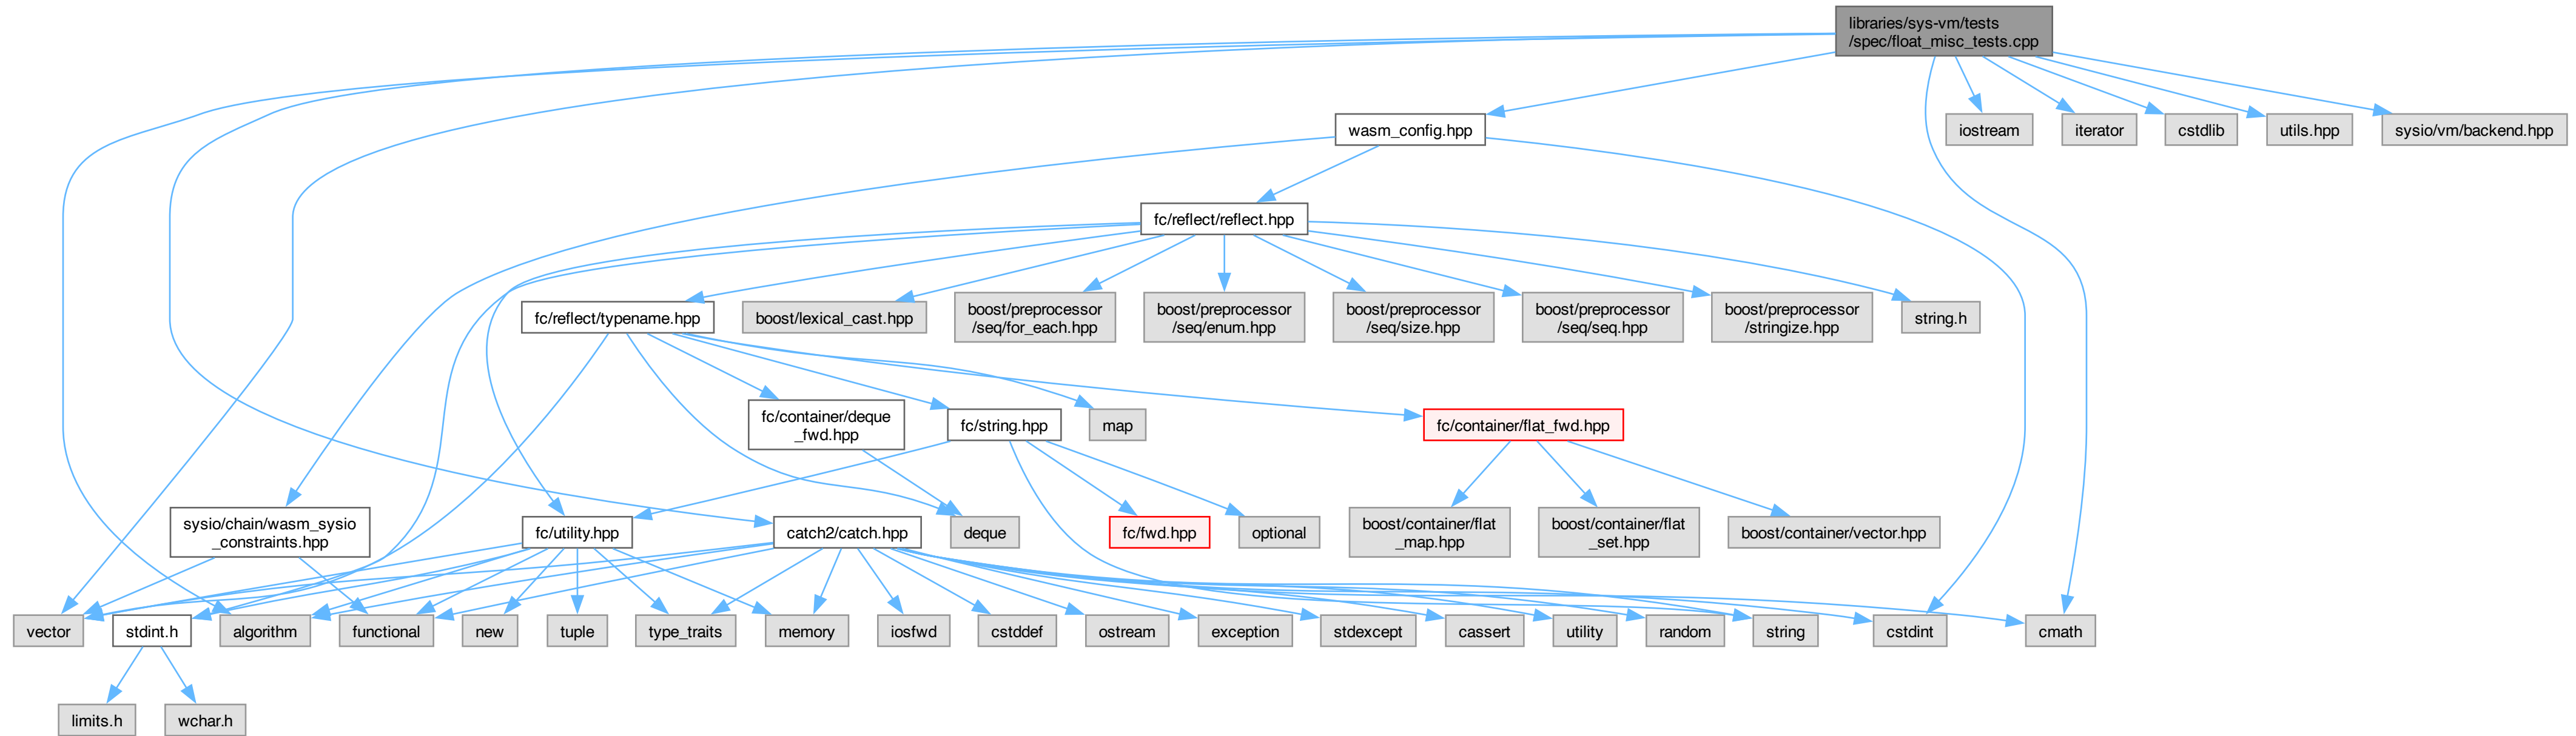 libraries/sys-vm/tests
/spec/float_misc_tests.cpp
wasm_config.hpp
iostream
iterator
cstdlib
utils.hpp
sysio/vm/backend.hpp
fc/reflect/reflect.hpp
fc/reflect/typename.hpp
boost/lexical_cast.hpp
boost/preprocessor
/seq/for_each.hpp
boost/preprocessor
/seq/enum.hpp
boost/preprocessor
/seq/size.hpp
boost/preprocessor
/seq/seq.hpp
boost/preprocessor
/stringize.hpp
string.h
fc/container/deque
_fwd.hpp
fc/string.hpp
map
fc/container/flat_fwd.hpp
sysio/chain/wasm_sysio
_constraints.hpp
fc/utility.hpp
catch2/catch.hpp
deque
fc/fwd.hpp
optional
boost/container/flat
_map.hpp
boost/container/flat
_set.hpp
boost/container/vector.hpp
vector
stdint.h
algorithm
functional
new
tuple
type_traits
memory
iosfwd
cstddef
ostream
exception
stdexcept
cassert
utility
random
string
cstdint
cmath
limits.h
wchar.h